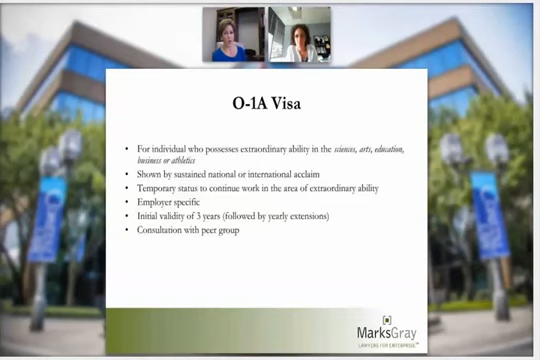 O-1A Visa
• For individual who possesses extraordinary ability in the sciences, arts, education,
business or athletics
• Shown by sustained national or international acclaim
• Temporary status to continue work in the area of extraordinary ability
• Employer specific
• Initial validity of 3 years (followed by yearly extensions)
• Consultation with peer group
MarksGray
LAWYERS FOR ENTERPRISE